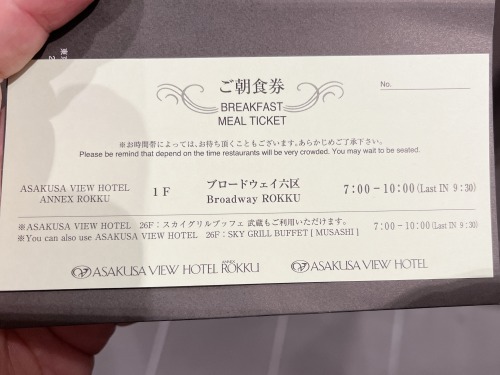 ご朝食券
BREAKFAST
MEAL TICKET
No.
※お時間帯によっては、お待ち頂くこともございます。あらかじめご了承下さい。
Please be remind that depend on the time restaurants will be very crowded. You may wait to be seated.
ASAKUSA VIEW HOTEL ANNEX ROKKU 1F ブロードウェイ六区 Broadway ROKKU 7:00－10:00(Last IN 9:30)
※ASAKUSA VIEW HOTEL 26F：スカイグリルブッフェ 武蔵もご利用いただけます。
※You can also use ASAKUSA VIEW HOTEL 26F: SKY GRILL BUFFET [ MUSASHI ] 7:00－10:00(Last IN 9:30)
ASAKUSA VIEW HOTEL ANNEX ROKKU ASAKUSA VIEW HOTEL